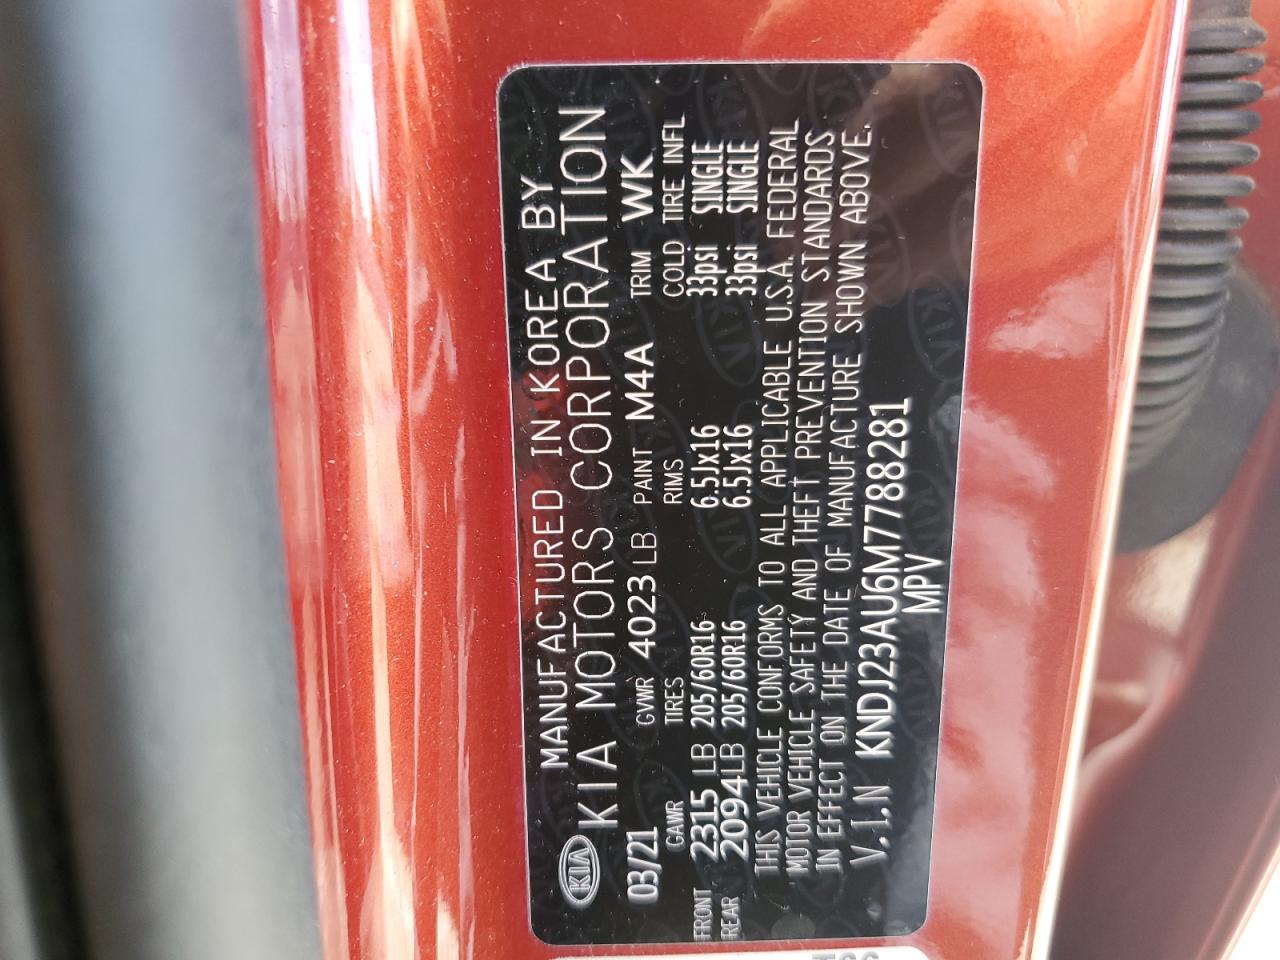 KIA
MANUFACTURED IN KOREA BY
KIA MOTORS CORPORATION
03/21 GVWR 4023 LB PAINT M4A TRIM WK
GAWR TIRES RIMS COLD TIRE INFL
FRONT 2315 LB 205/60R16 6.5Jx16 33psi SINGLE
REAR 2094 LB 205/60R16 6.5Jx16 33psi SINGLE
THIS VEHICLE CONFORMS TO ALL APPLICABLE U.S.A. FEDERAL
MOTOR VEHICLE SAFETY AND THEFT PREVENTION STANDARDS
IN EFFECT ON THE DATE OF MANUFACTURE SHOWN ABOVE.
V.I.N KNDJ23AU6M7788281
MPV